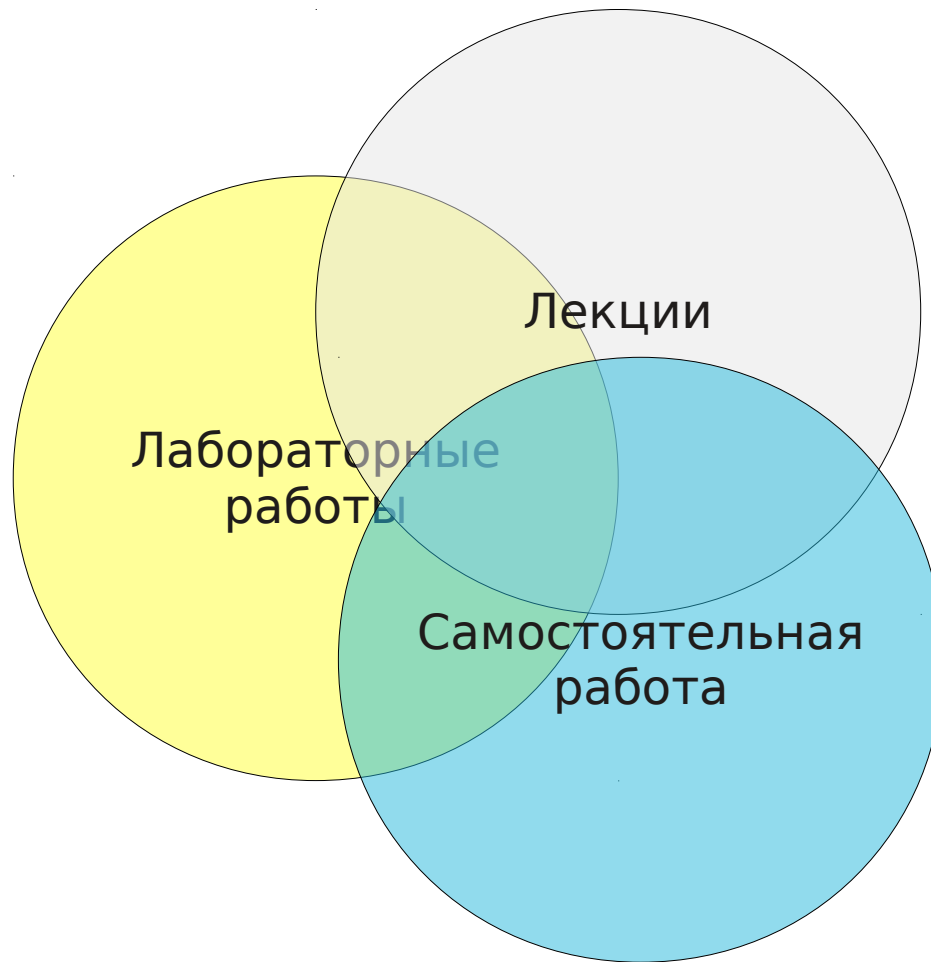 Лекции
Лабораторные
работы
Самостоятельная
работа